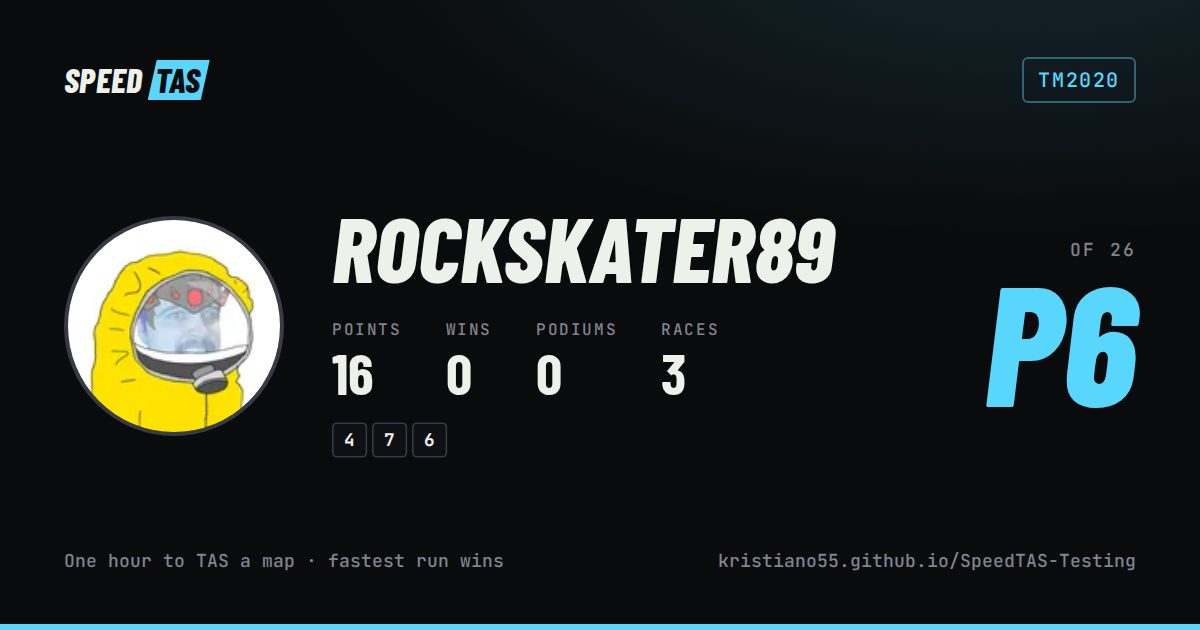 SPEED TAS
TM2020
ROCKSKATER89
OF 26
P6
POINTS WINS PODIUMS RACES
16 0 0 3
4 7 6
One hour to TAS a map · fastest run wins
kristiano55.github.io/SpeedTAS-Testing